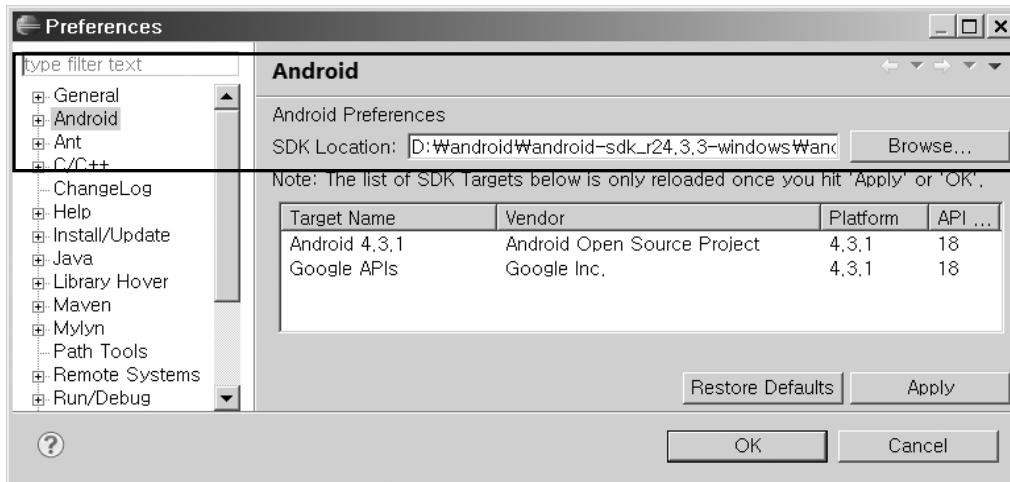 Preferences
type filter text
General
Android
Ant
C/C++
ChangeLog
Help
Install/Update
Java
Library Hover
Maven
Mylyn
Path Tools
Remote Systems
Run/Debug
Android
Android Preferences
SDK Location: D:₩android₩android-sdk_r24.3.3-windows₩and Browse...
Note: The list of SDK Targets below is only reloaded once you hit 'Apply' or 'OK'.
Target Name Vendor Platform API ...
Android 4.3.1 Android Open Source Project 4.3.1 18
Google APIs Google Inc. 4.3.1 18
Restore Defaults Apply
? OK Cancel